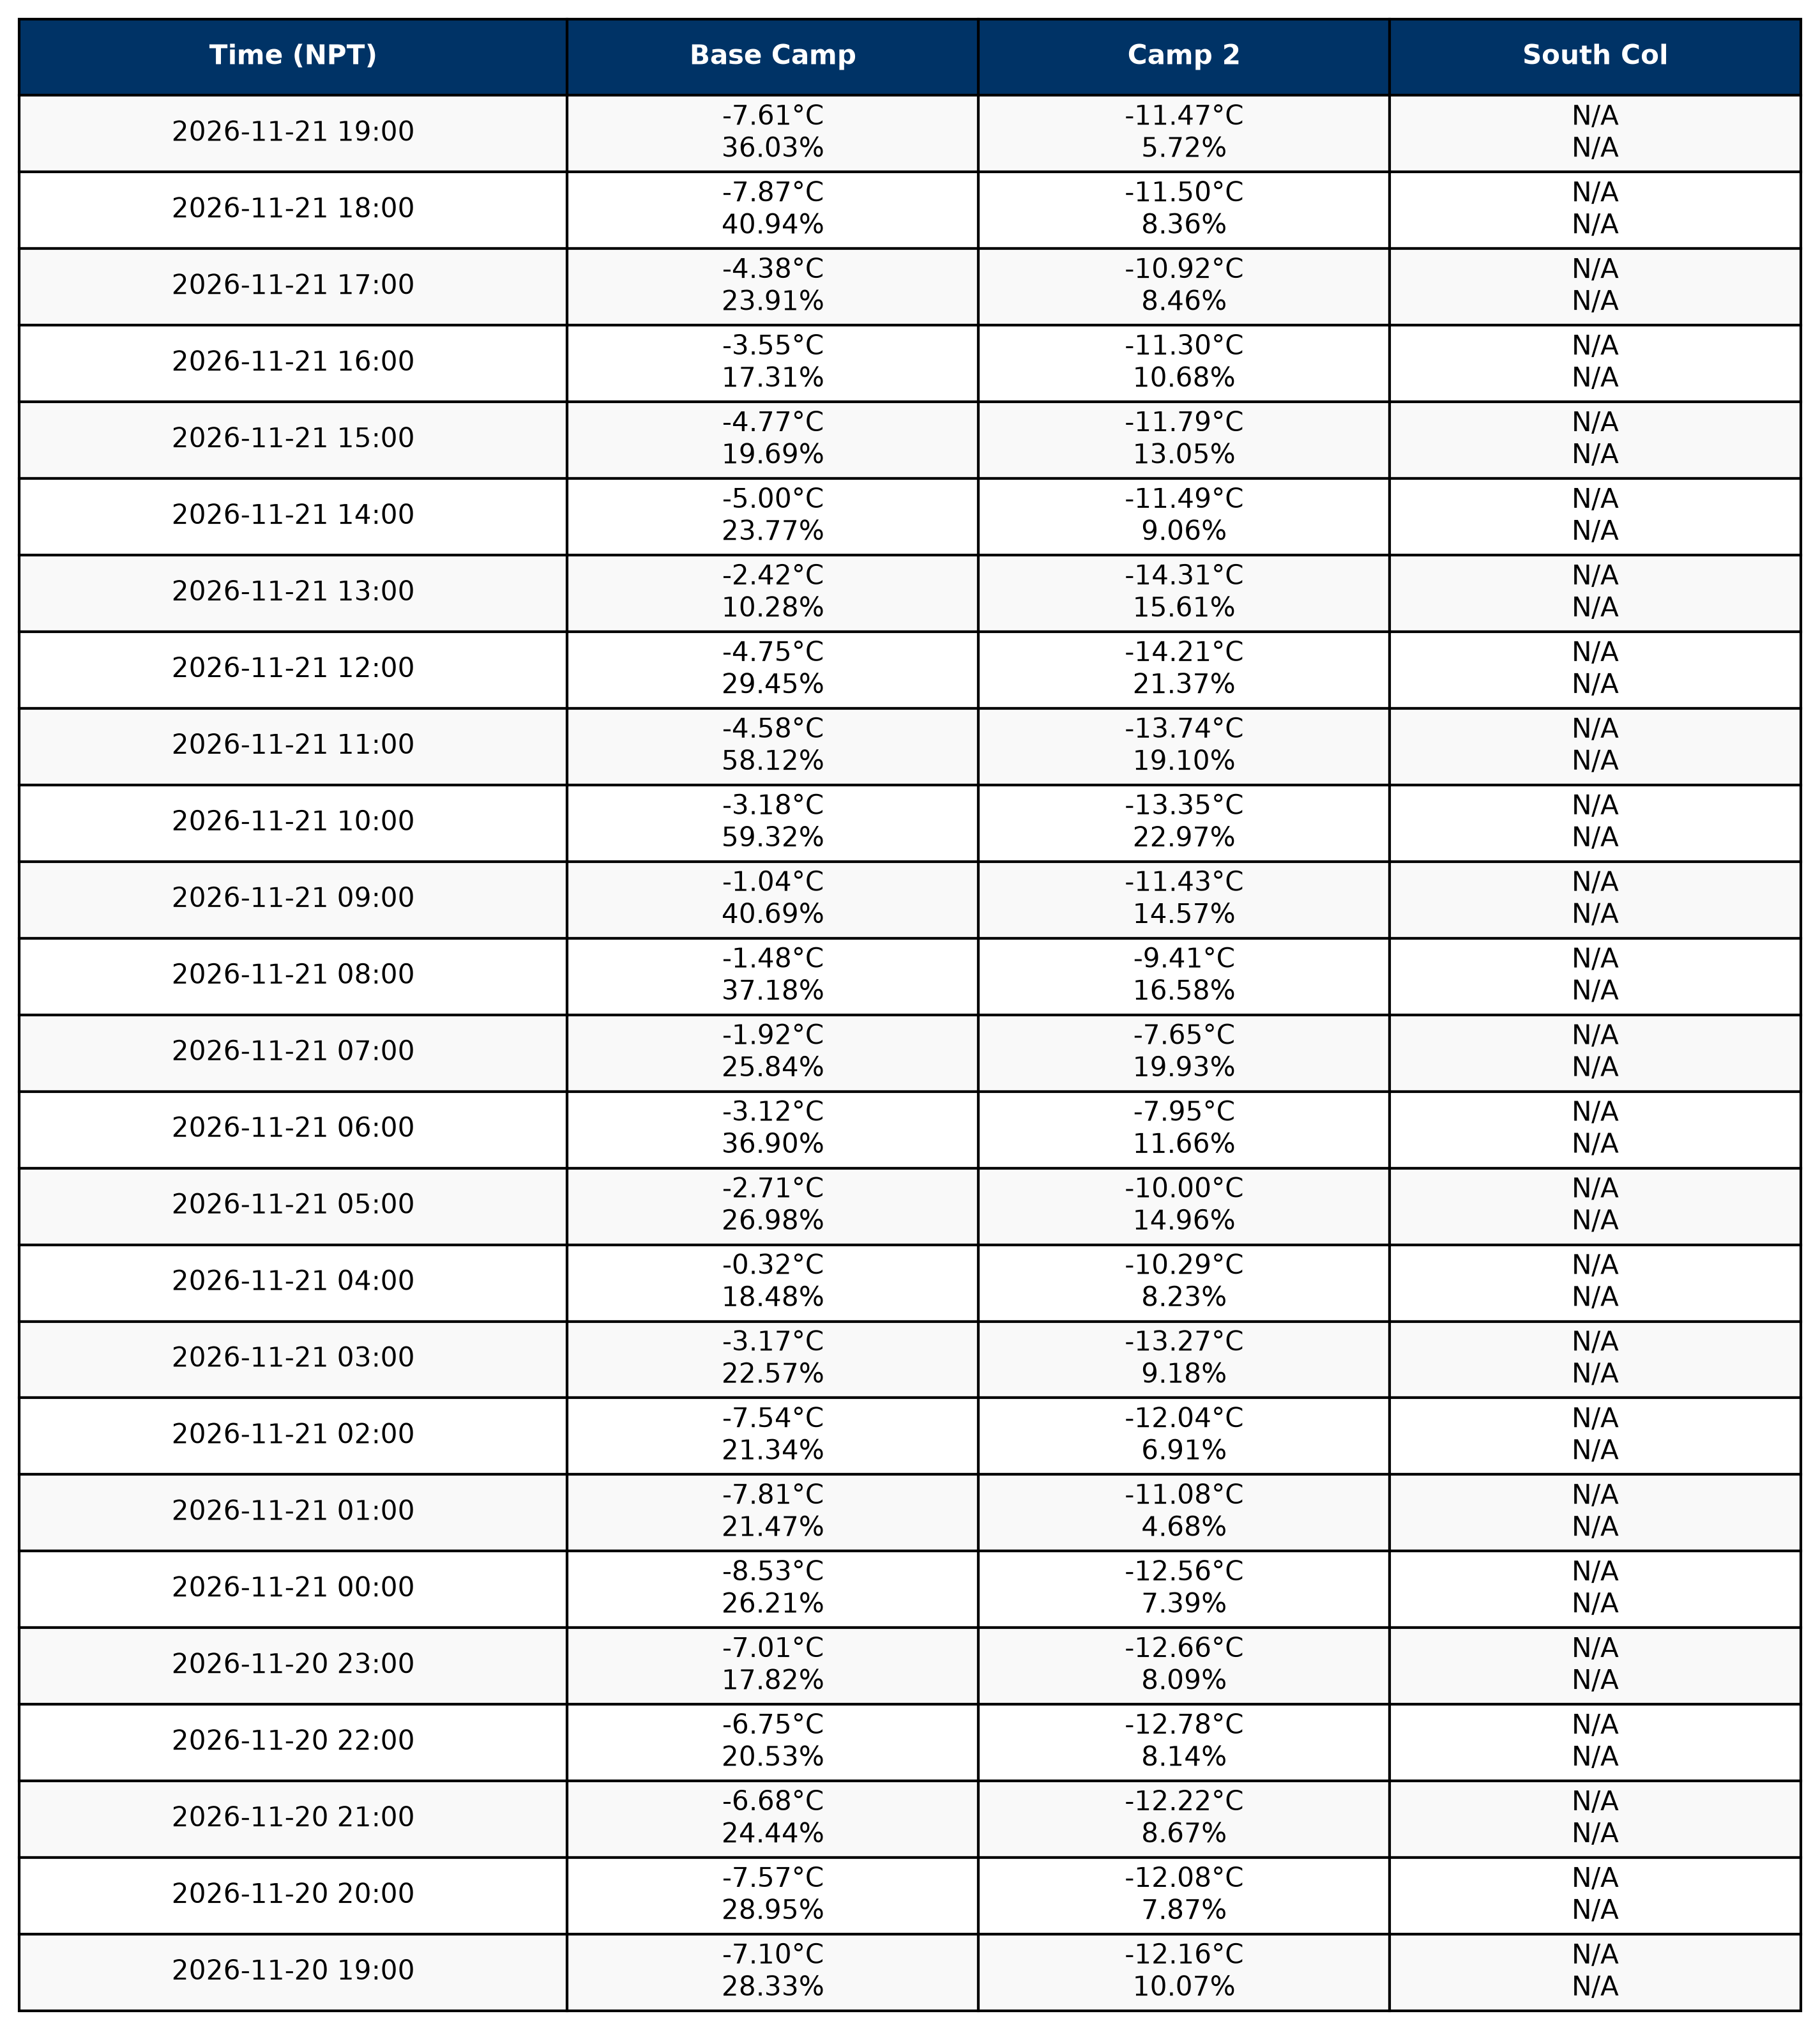 Time (NPT) Base Camp Camp 2 South Col
2026-11-21 19:00 -7.61°C -11.47°C N/A
36.03% 5.72% N/A
2026-11-21 18:00 -7.87°C -11.50°C N/A
40.94% 8.36% N/A
2026-11-21 17:00 -4.38°C -10.92°C N/A
23.91% 8.46% N/A
2026-11-21 16:00 -3.55°C -11.30°C N/A
17.31% 10.68% N/A
2026-11-21 15:00 -4.77°C -11.79°C N/A
19.69% 13.05% N/A
2026-11-21 14:00 -5.00°C -11.49°C N/A
23.77% 9.06% N/A
2026-11-21 13:00 -2.42°C -14.31°C N/A
10.28% 15.61% N/A
2026-11-21 12:00 -4.75°C -14.21°C N/A
29.45% 21.37% N/A
2026-11-21 11:00 -4.58°C -13.74°C N/A
58.12% 19.10% N/A
2026-11-21 10:00 -3.18°C -13.35°C N/A
59.32% 22.97% N/A
2026-11-21 09:00 -1.04°C -11.43°C N/A
40.69% 14.57% N/A
2026-11-21 08:00 -1.48°C -9.41°C N/A
37.18% 16.58% N/A
2026-11-21 07:00 -1.92°C -7.65°C N/A
25.84% 19.93% N/A
2026-11-21 06:00 -3.12°C -7.95°C N/A
36.90% 11.66% N/A
2026-11-21 05:00 -2.71°C -10.00°C N/A
26.98% 14.96% N/A
2026-11-21 04:00 -0.32°C -10.29°C N/A
18.48% 8.23% N/A
2026-11-21 03:00 -3.17°C -13.27°C N/A
22.57% 9.18% N/A
2026-11-21 02:00 -7.54°C -12.04°C N/A
21.34% 6.91% N/A
2026-11-21 01:00 -7.81°C -11.08°C N/A
21.47% 4.68% N/A
2026-11-21 00:00 -8.53°C -12.56°C N/A
26.21% 7.39% N/A
2026-11-20 23:00 -7.01°C -12.66°C N/A
17.82% 8.09% N/A
2026-11-20 22:00 -6.75°C -12.78°C N/A
20.53% 8.14% N/A
2026-11-20 21:00 -6.68°C -12.22°C N/A
24.44% 8.67% N/A
2026-11-20 20:00 -7.57°C -12.08°C N/A
28.95% 7.87% N/A
2026-11-20 19:00 -7.10°C -12.16°C N/A
28.33% 10.07% N/A